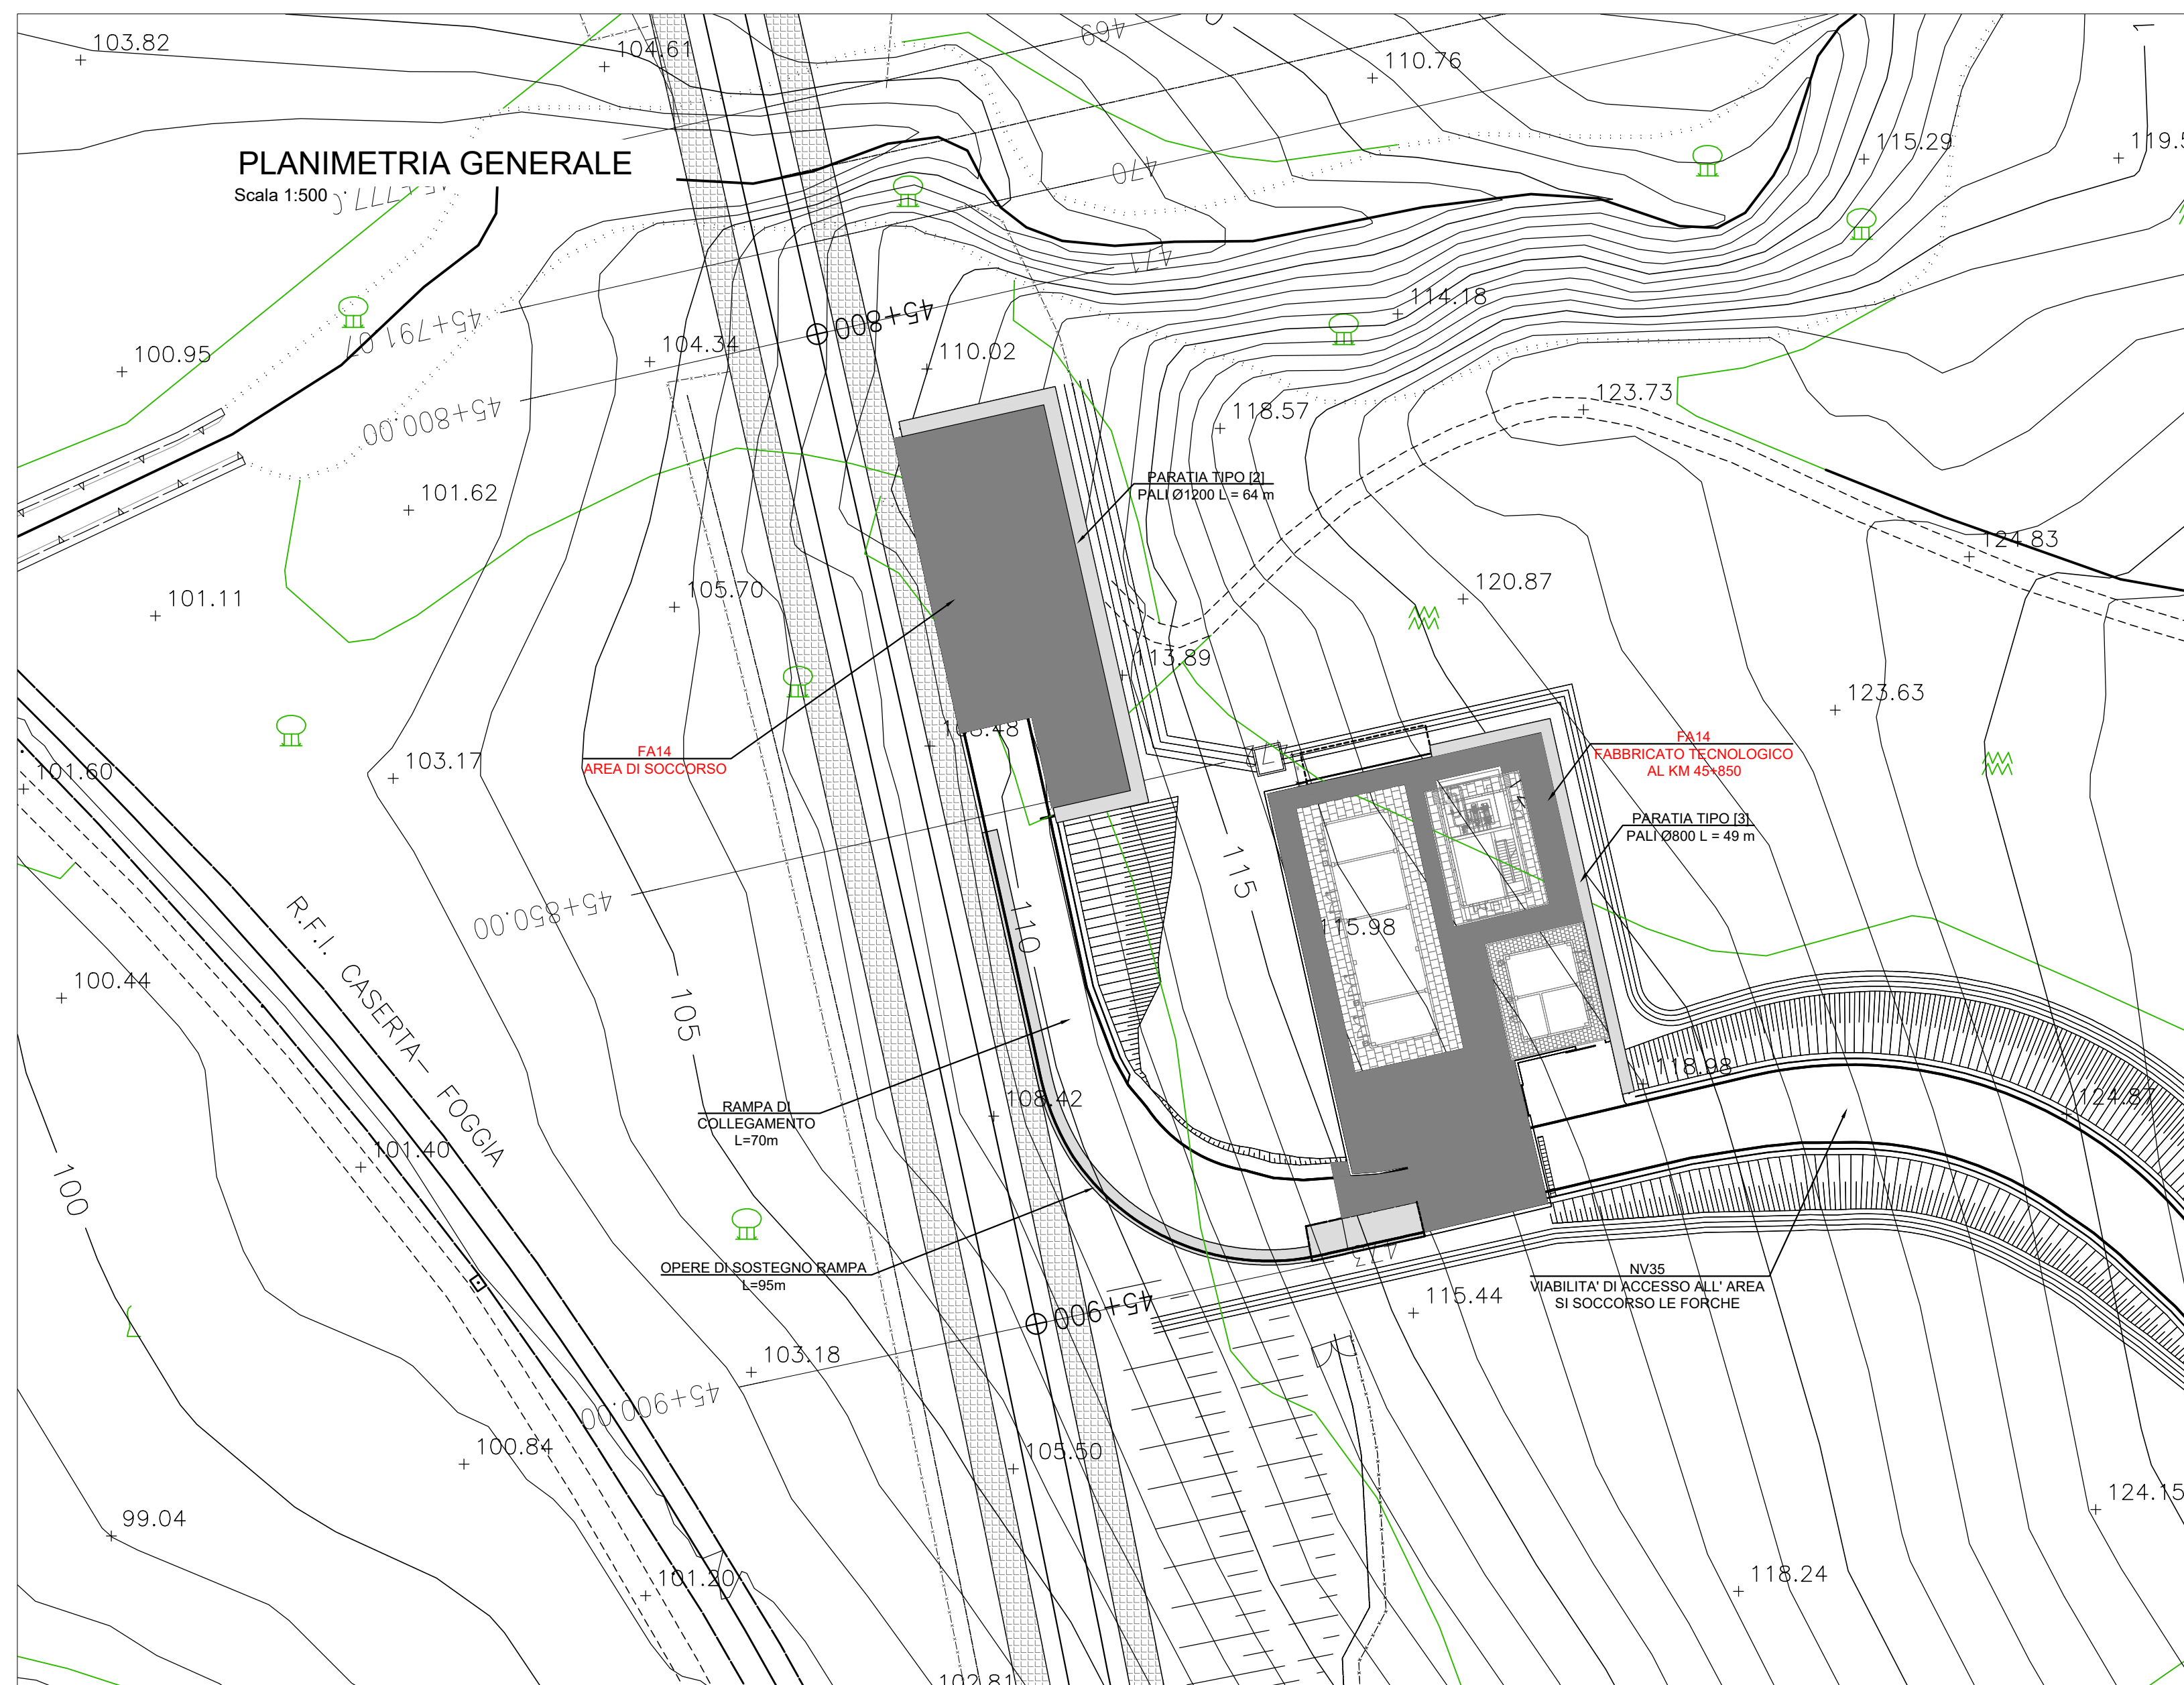 103.82
104.61
469
110.76
115.29
PLANIMETRIA GENERALE
Scala 1:500
470
471
45+791.07
45+800
114.18
100.95
104.34
110.02
45+800.00
118.57
123.73
101.62
PARATIA TIPO [2]
PALI Ø1200 L = 64 m
124.83
101.11
105.70
120.87
113.89
123.63
103.17
101.60
FA14
AREA DI SOCCORSO
FA14
FABBRICATO TECNOLOGICO
AL KM 45+850
PARATIA TIPO [3]
PALI Ø800 L = 49 m
115
45+850.00
110
115.98
R.F.I. CASERTA- FOGGIA
100.44
105
118.98
124.87
RAMPA DI
COLLEGAMENTO
L=70m
108.42
101.40
100
OPERE DI SOSTEGNO RAMPA
L=95m
NV35
VIABILITA' DI ACCESSO ALL' AREA
SI SOCCORSO LE FORCHE
45+900
115.44
103.18
45+900.00
100.84
105.50
99.04
124.15
101.20
118.24
102.81